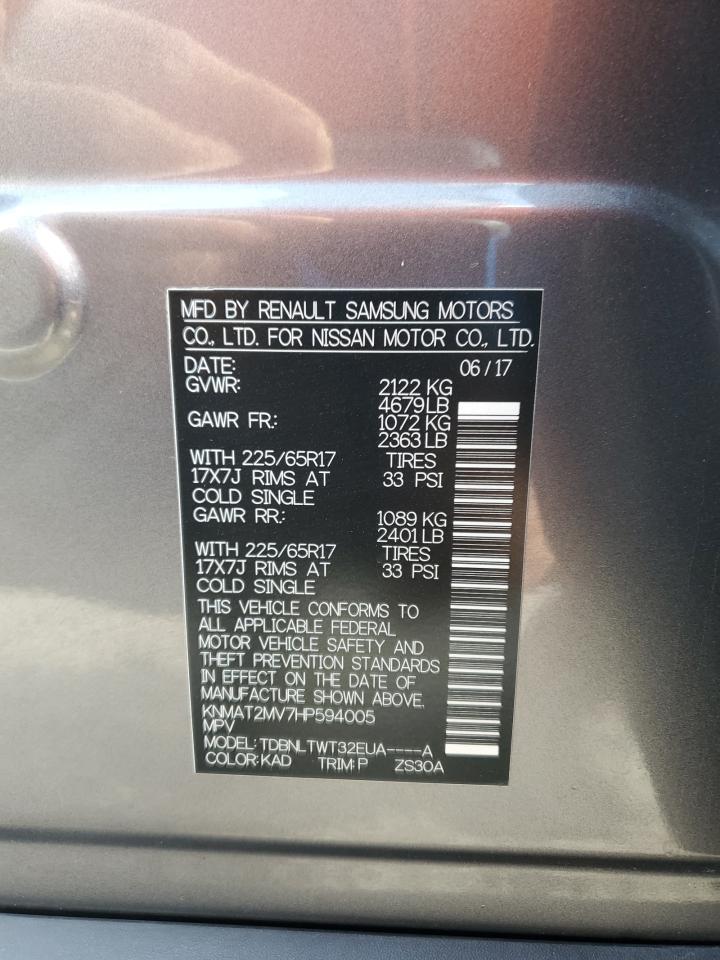 MFD BY RENAULT SAMSUNG MOTORS
CO., LTD. FOR NISSAN MOTOR CO., LTD.
DATE: 06/17
GVWR: 2122 KG
4679LB
GAWR FR.: 1072 KG
2363LB
WITH 225/65R17 TIRES
17X7J RIMS AT 33 PSI
COLD SINGLE
GAWR RR.: 1089 KG
2401LB
WITH 225/65R17 TIRES
17X7J RIMS AT 33 PSI
COLD SINGLE
THIS VEHICLE CONFORMS TO
ALL APPLICABLE FEDERAL
MOTOR VEHICLE SAFETY AND
THEFT PREVENTION STANDARDS
IN EFFECT ON THE DATE OF
MANUFACTURE SHOWN ABOVE.
KNMAT2MV7HP594005
MPV
MODEL:TDBNLTWT32EUA----A
COLOR:KAD TRIM:P ZS30A